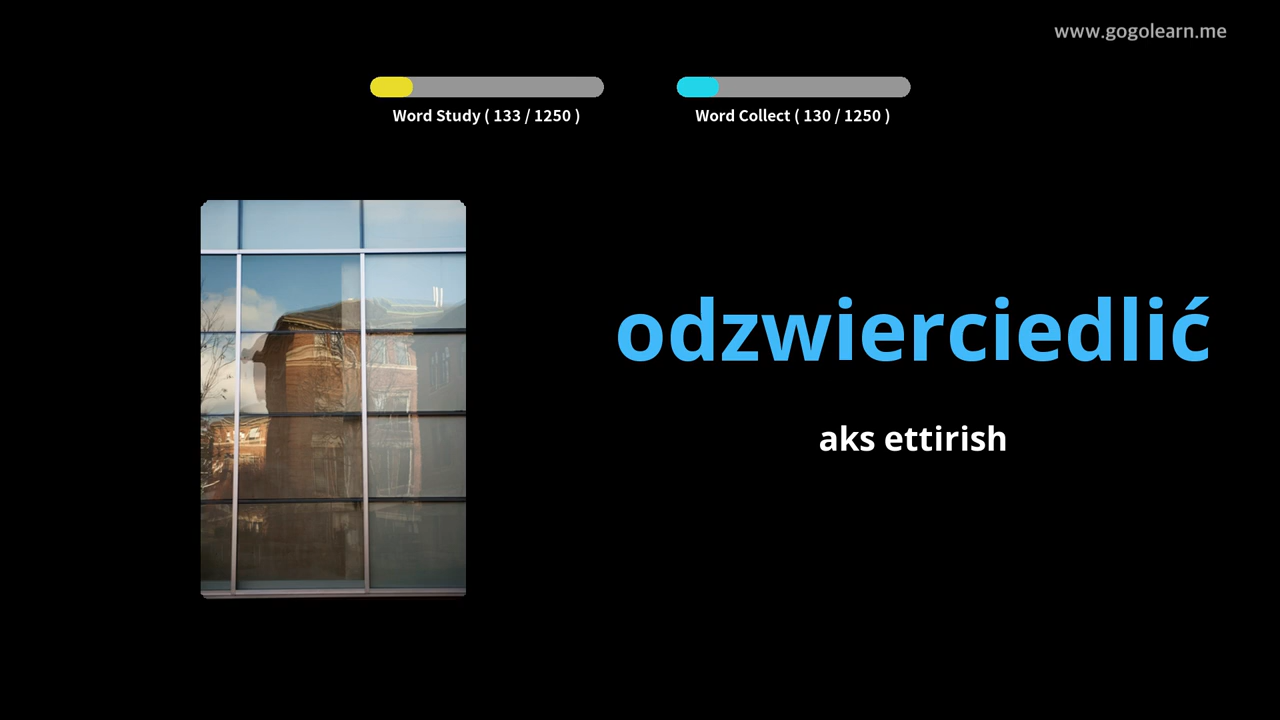 www.gogolearn.me
Word Study ( 133 / 1250 )
Word Collect ( 130 / 1250 )
odzwierciedlić
aks ettirish